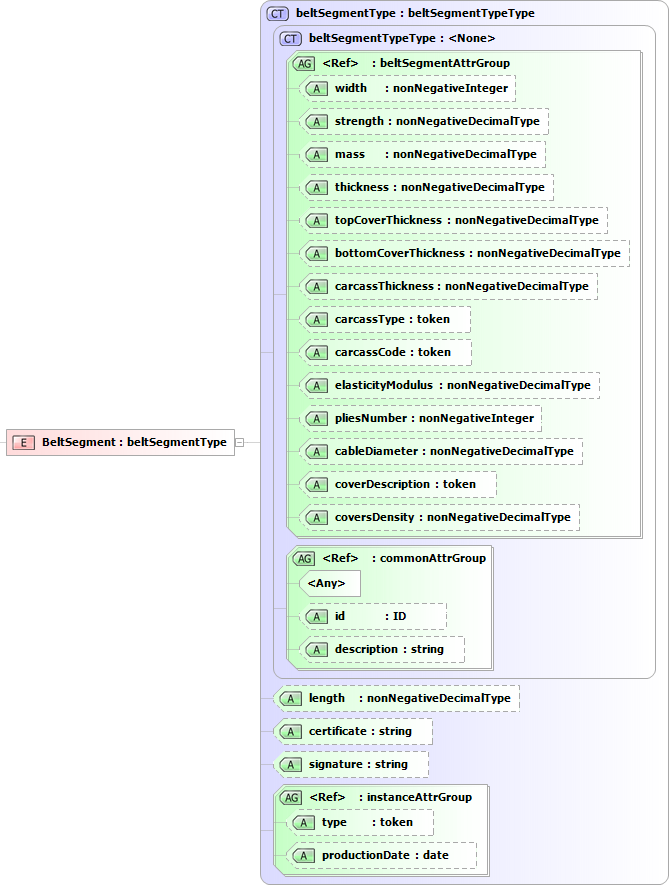 CT beltSegmentType : beltSegmentTypeType
CT beltSegmentTypeType : <None>
AG <Ref> : beltSegmentAttrGroup
A width : nonNegativeInteger
A strength : nonNegativeDecimalType
A mass : nonNegativeDecimalType
A thickness : nonNegativeDecimalType
A topCoverThickness : nonNegativeDecimalType
A bottomCoverThickness : nonNegativeDecimalType
A carcassThickness : nonNegativeDecimalType
A carcassType : token
A carcassCode : token
A elasticityModulus : nonNegativeDecimalType
A pliesNumber : nonNegativeInteger
E BeltSegment : beltSegmentType
A cableDiameter : nonNegativeDecimalType
A coverDescription : token
A coversDensity : nonNegativeDecimalType
AG <Ref> : commonAttrGroup
<Any>
A id : ID
A description : string
A length : nonNegativeDecimalType
A certificate : string
A signature : string
AG <Ref> : instanceAttrGroup
A type : token
A productionDate : date